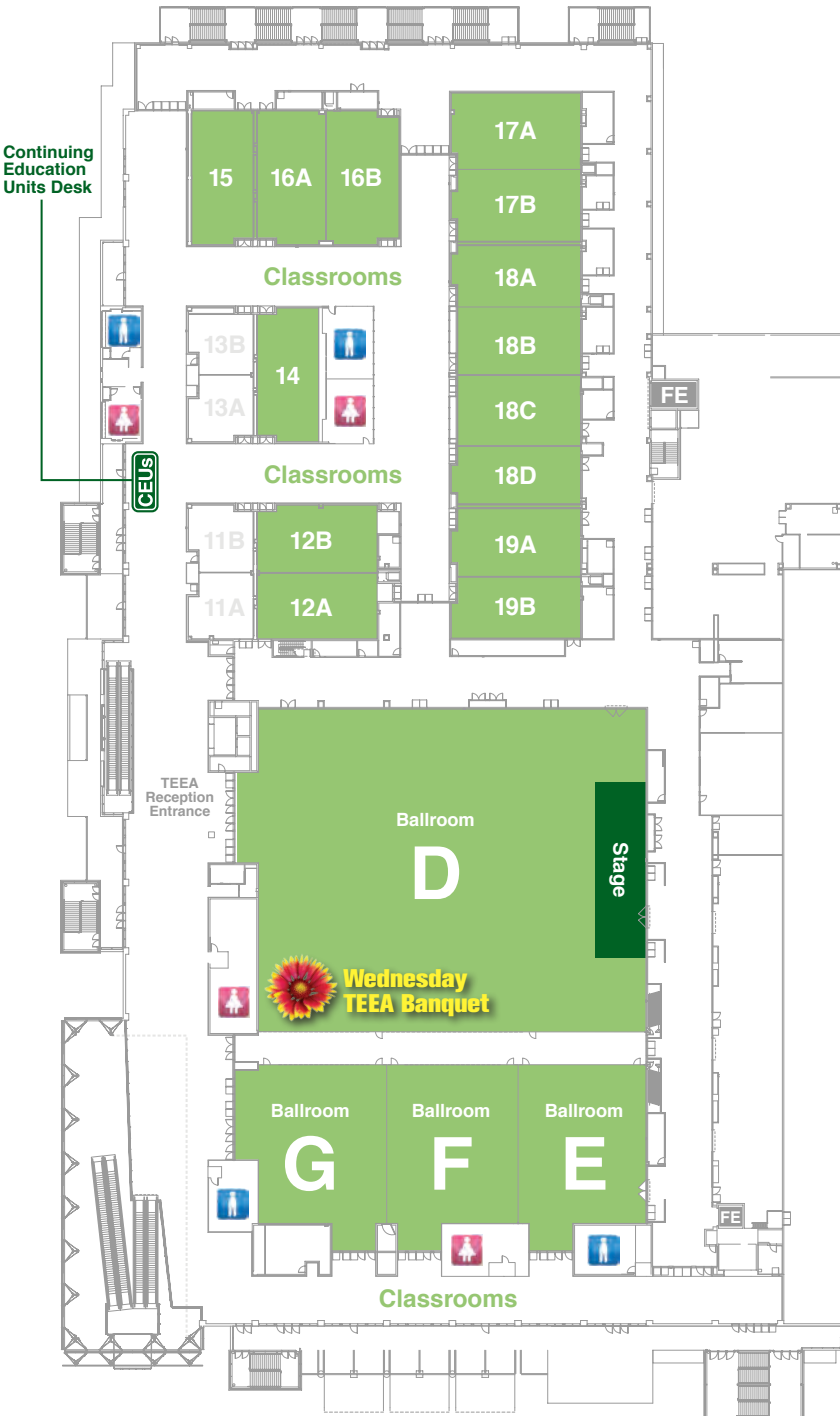 Continuing
Education
Units Desk
15
16A
16B
17A
17B
Classrooms
18A
13B
14
18B
13A
18C
FE
Classrooms
18D
CEUs
11B
12B
19A
11A
12A
19B
TEEA
Reception
Entrance
Ballroom
D
Stage
Wednesday
TEEA Banquet
Ballroom
G
Ballroom
F
Ballroom
E
FE
Classrooms